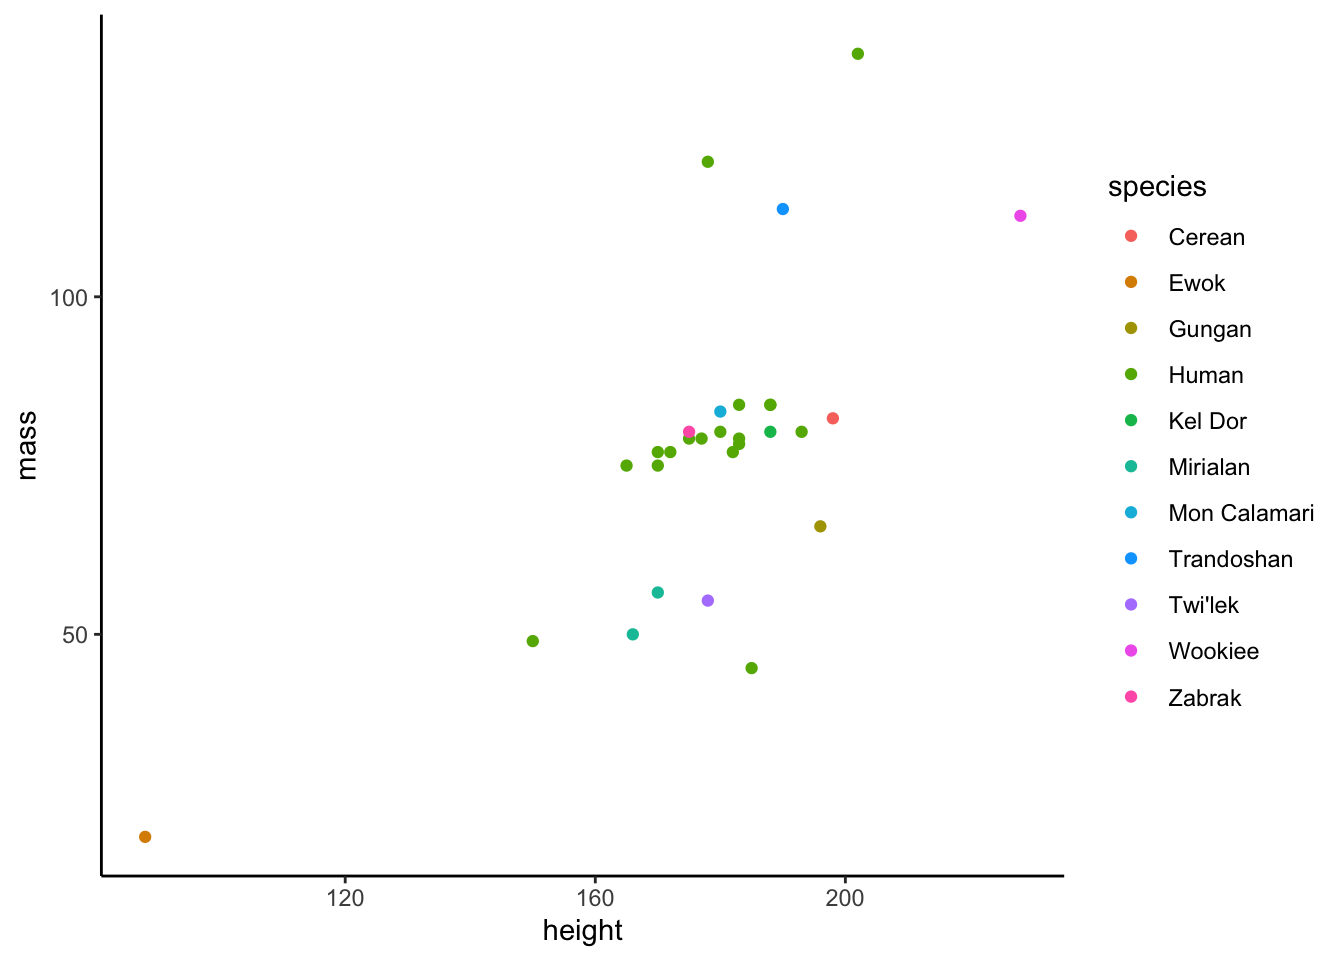 mass
100
50
120 160 200
height
species
Cerean
Ewok
Gungan
Human
Kel Dor
Mirialan
Mon Calamari
Trandoshan
Twi'lek
Wookiee
Zabrak